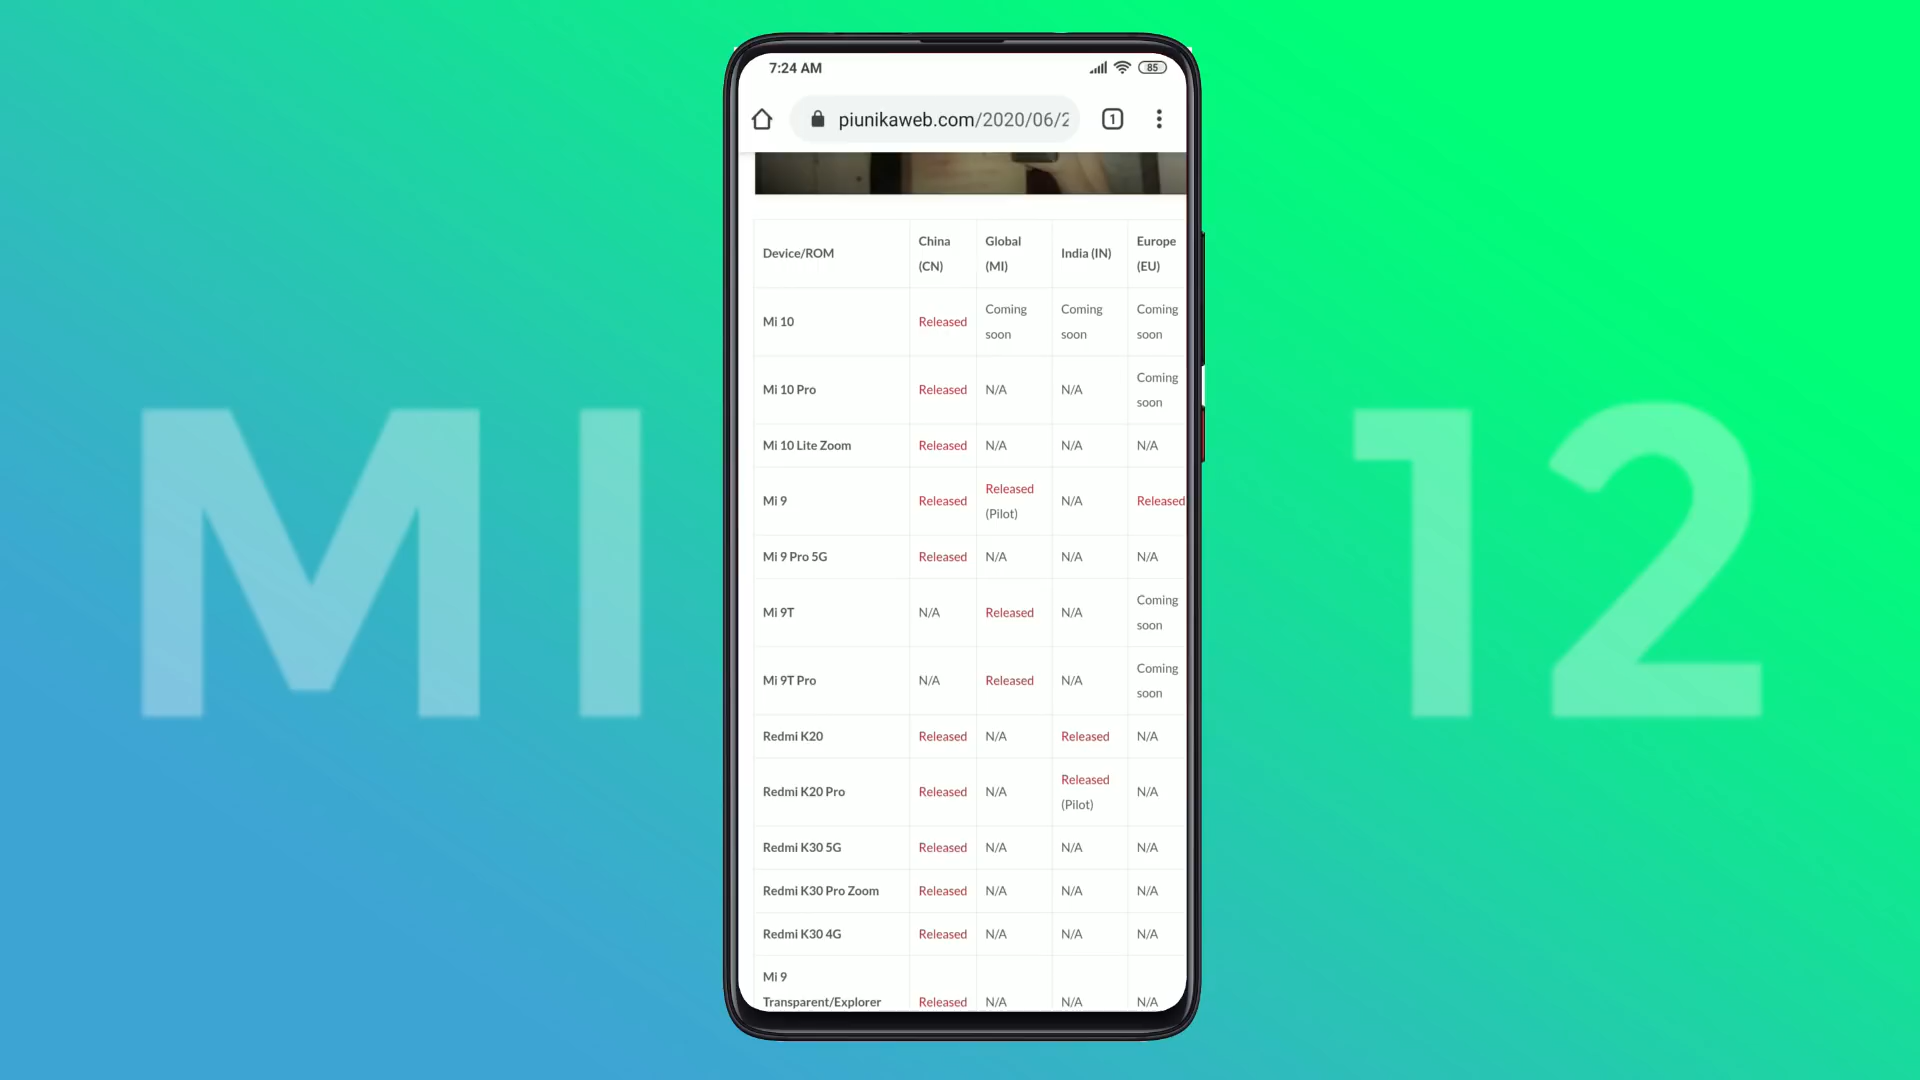 7:24 AM 85
piunikaweb.com/2020/06/2
1
MI 12
Device/ROM China (CN) Global (MI) India (IN) Europe (EU)
Mi 10 Released Coming soon Coming soon Coming soon
Mi 10 Pro Released N/A N/A Coming soon
Mi 10 Lite Zoom Released N/A N/A N/A
Mi 9 Released Released (Pilot) N/A Released
Mi 9 Pro 5G Released N/A N/A N/A
Mi 9T N/A Released N/A Coming soon
Mi 9T Pro N/A Released N/A Coming soon
Redmi K20 Released N/A Released N/A
Redmi K20 Pro Released N/A Released (Pilot) N/A
Redmi K30 5G Released N/A N/A N/A
Redmi K30 Pro Zoom Released N/A N/A N/A
Redmi K30 4G Released N/A N/A N/A
Mi 9
Transparent/Explorer Released N/A N/A N/A